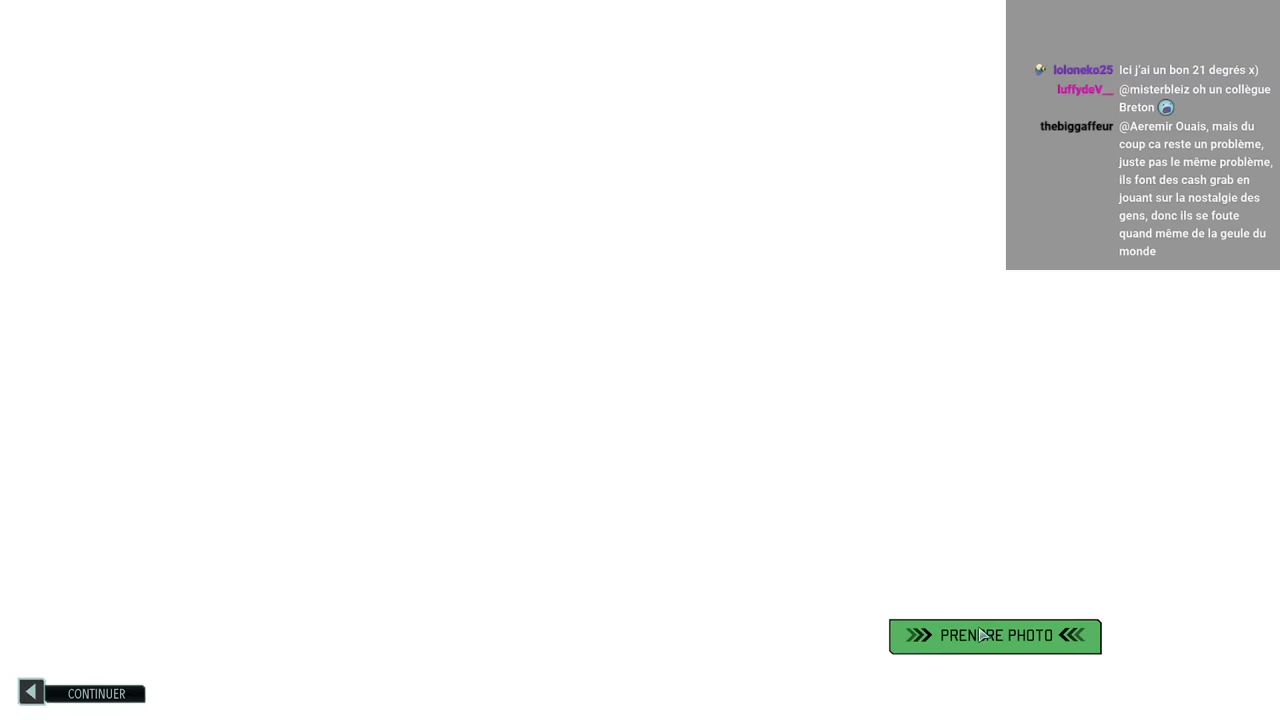 loloneko25 Ici j'ai un bon 21 degrés x)
luffydeV__ @misterbleiz oh un collègue
Breton
thebiggaffeur @Aeremir Ouais, mais du
coup ca reste un problème,
juste pas le même problème,
ils font des cash grab en
jouant sur la nostalgie des
gens, donc ils se foute
quand même de la geule du
monde
PRENDRE PHOTO
CONTINUER